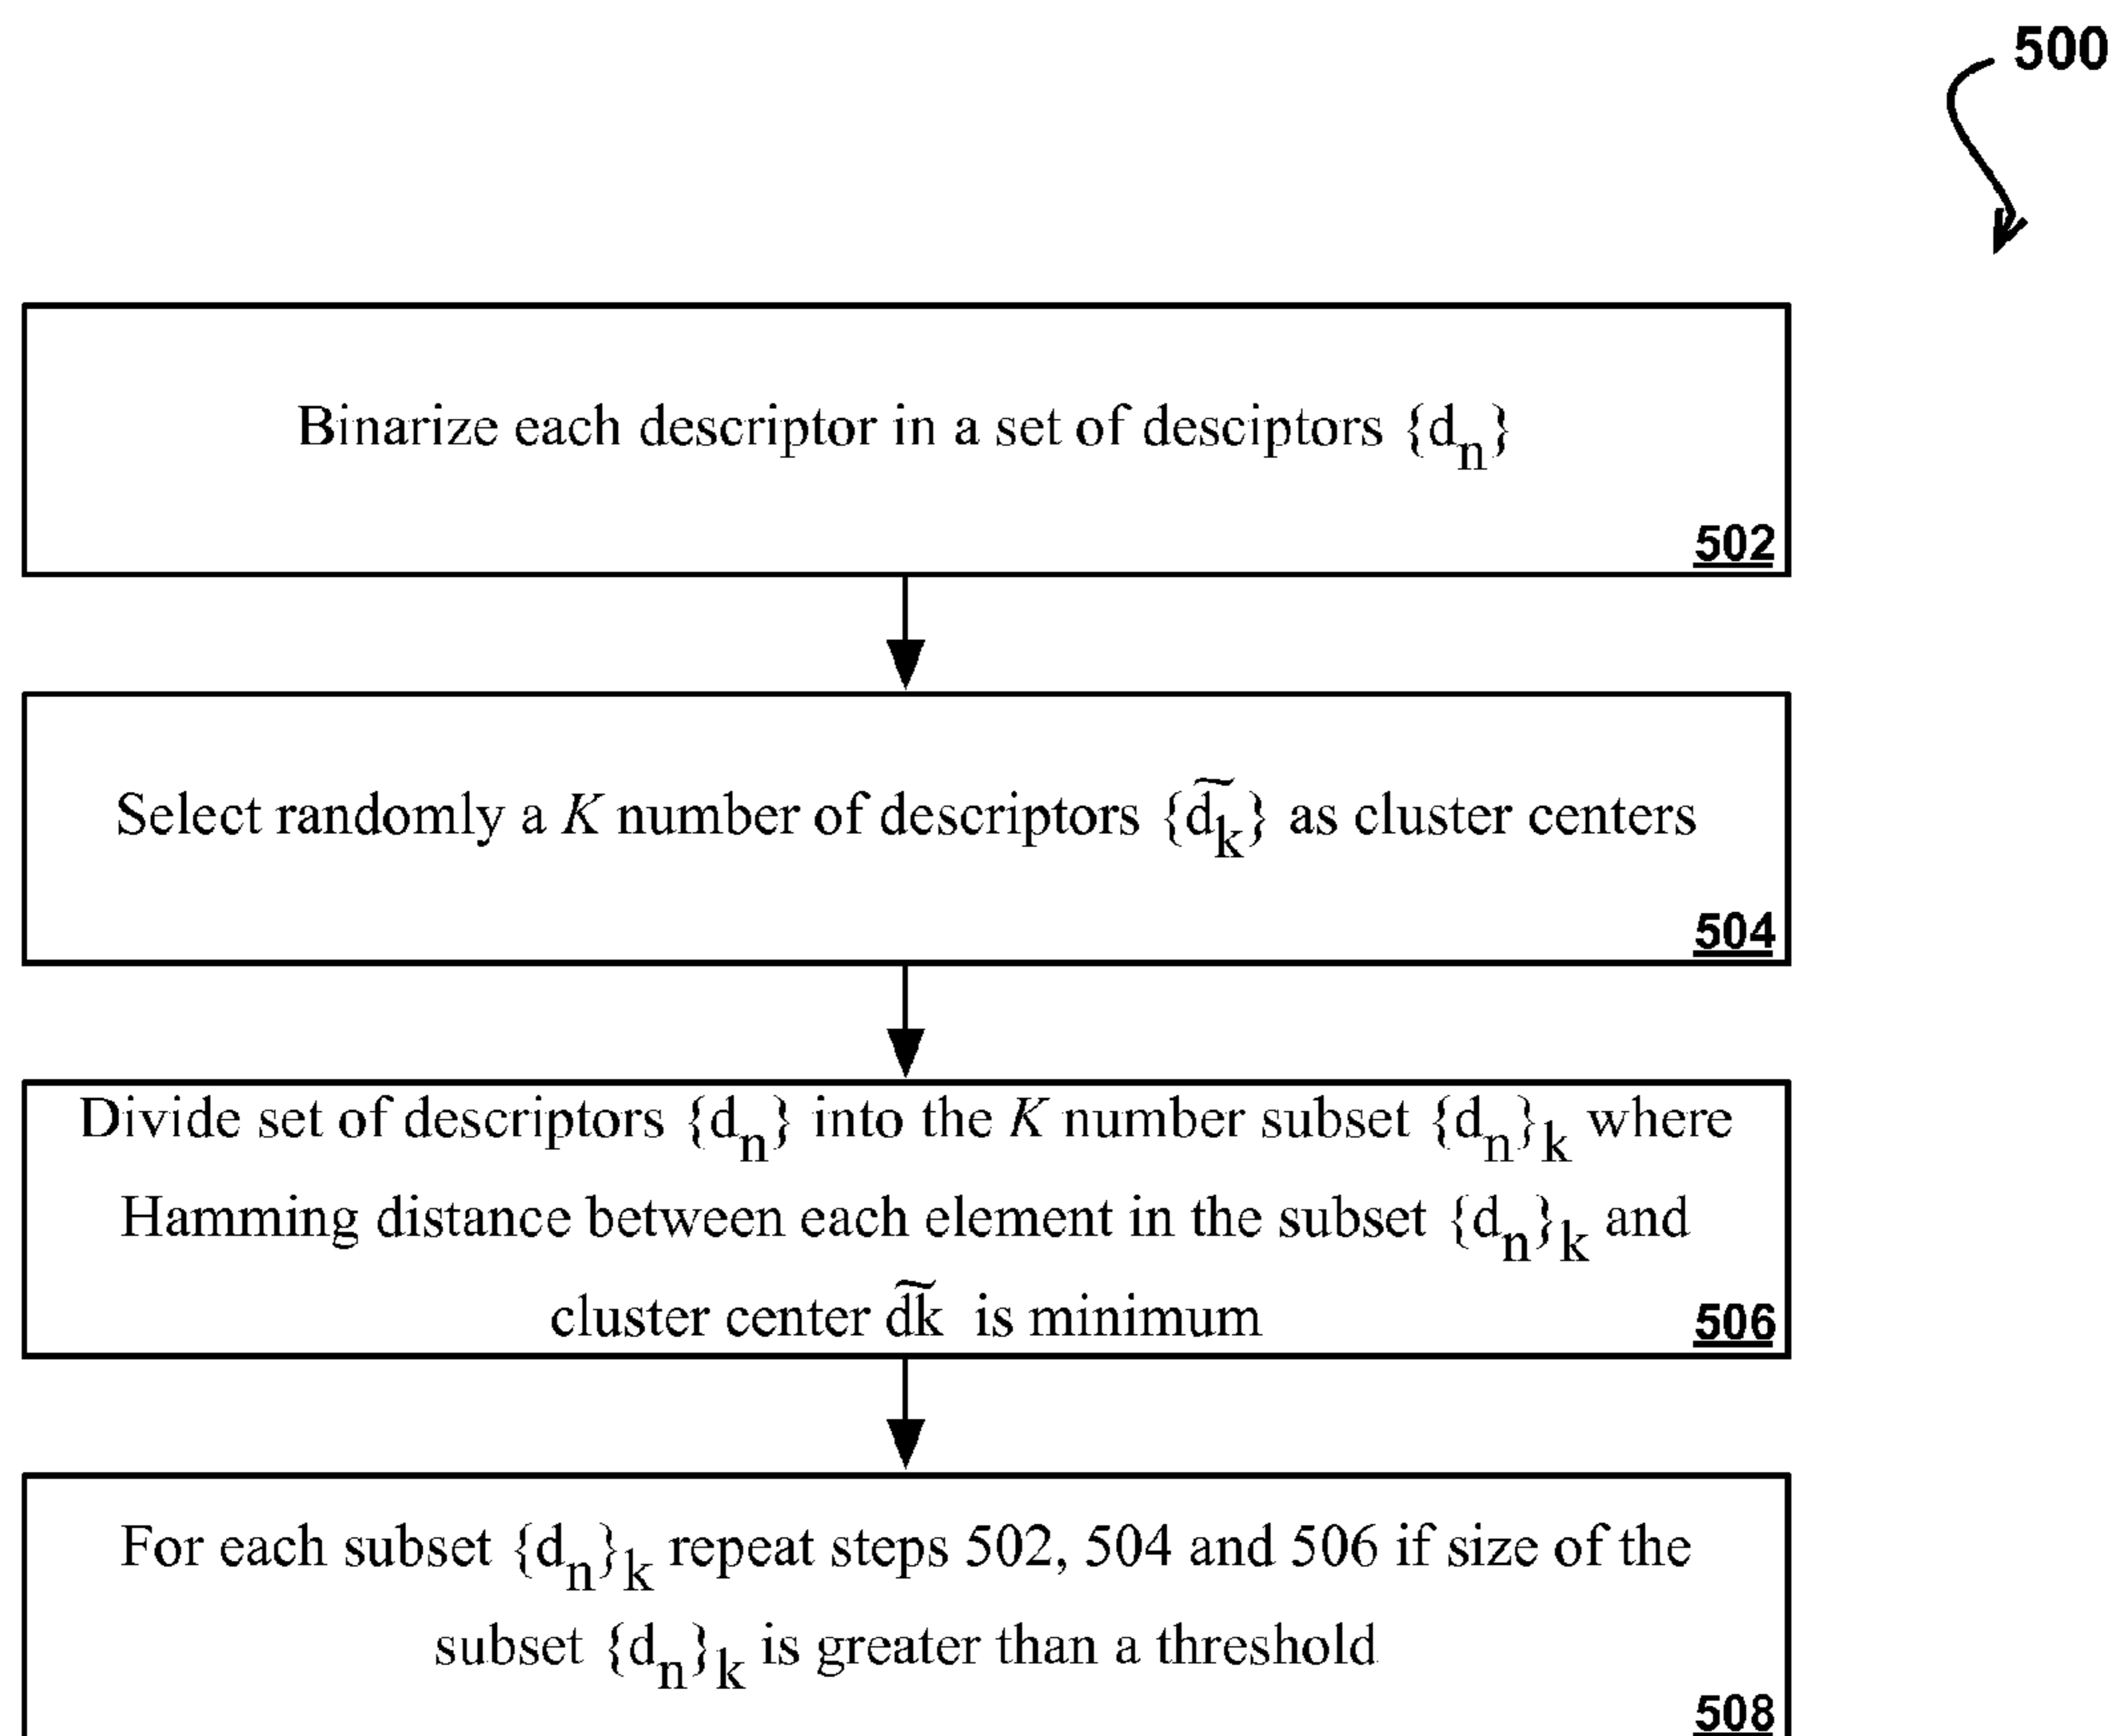 500
Binarize each descriptor in a set of desciptors {dₙ}
502
Select randomly a K number of descriptors {d̃ₖ} as cluster centers
504
Divide set of descriptors {dₙ} into the K number subset {dₙ}ₖ where
Hamming distance between each element in the subset {dₙ}ₖ and
cluster center d̃k is minimum
506
For each subset {dₙ}ₖ repeat steps 502, 504 and 506 if size of the
subset {dₙ}ₖ is greater than a threshold
508